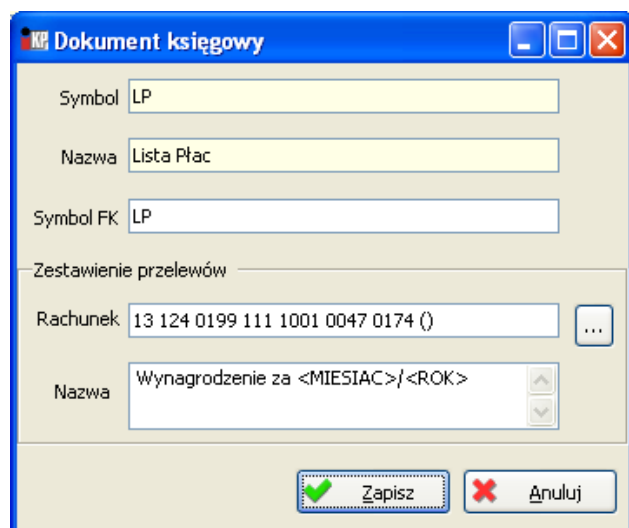 KP Dokument księgowy
Symbol LP
Nazwa Lista Płac
Symbol FK LP
Zestawienie przelewów
Rachunek 13 124 0199 111 1001 0047 0174 () ...
Nazwa Wynagrodzenie za <MIESIAC>/<ROK>
Zapisz Anuluj